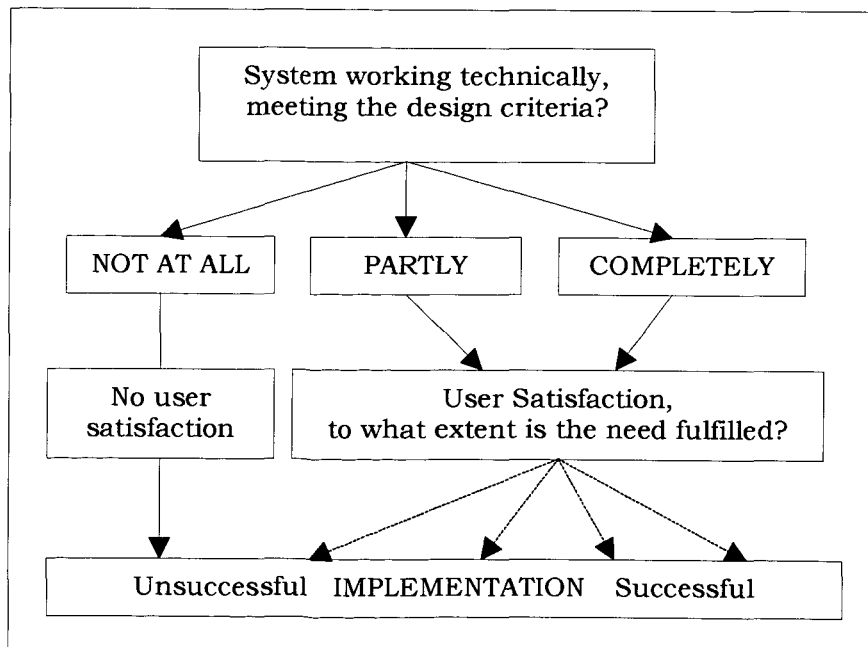 System working technically,
meeting the design criteria?
NOT AT ALL
PARTLY
COMPLETELY
No user
satisfaction
User Satisfaction,
to what extent is the need fulfilled?
Unsuccessful IMPLEMENTATION Successful